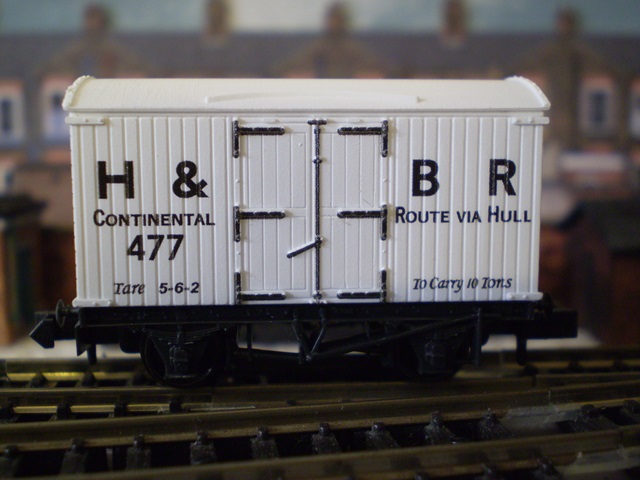 H & B R
CONTINENTAL ROUTE VIA HULL
477
Tare 5-6-2 To Carry 10 Tons